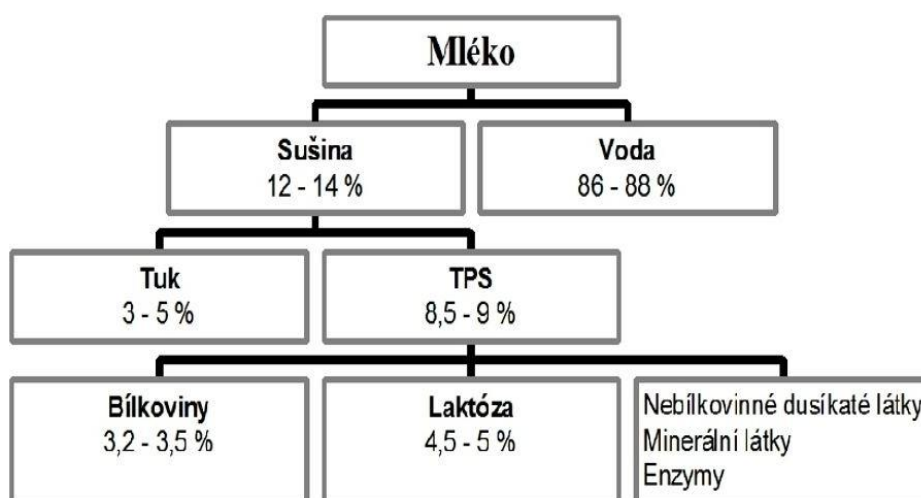 Mléko
Sušina
12 - 14 %
Voda
86 - 88 %
Tuk
3 - 5 %
TPS
8,5 - 9 %
Bílkoviny
3,2 - 3,5 %
Laktóza
4,5 - 5 %
Nebílkovinné dusíkaté látky
Minerální látky
Enzymy